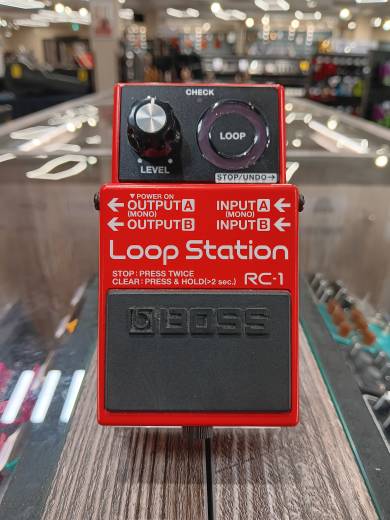 CHECK
LOOP
LEVEL
STOP/UNDO→
▼ POWER ON
← OUTPUT A
(MONO)
← OUTPUT B
INPUT A ←
(MONO)
INPUT B ←
Loop Station
STOP : PRESS TWICE
CLEAR : PRESS & HOLD(>2 sec.)
RC-1
BOSS